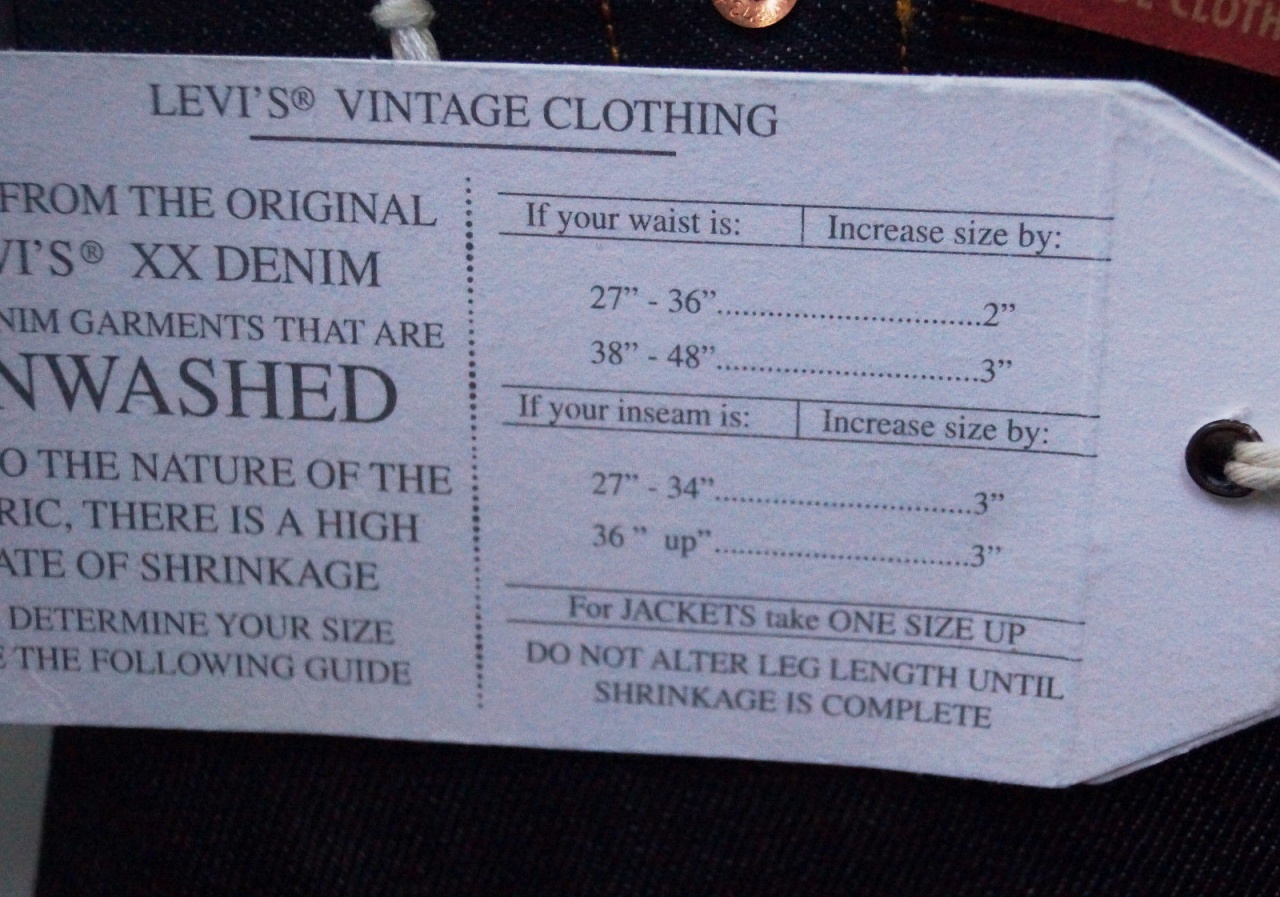 LEVI'S® VINTAGE CLOTHING
FROM THE ORIGINAL
VI'S® XX DENIM
NIM GARMENTS THAT ARE
NWASHED
O THE NATURE OF THE
RIC, THERE IS A HIGH
ATE OF SHRINKAGE
DETERMINE YOUR SIZE
E THE FOLLOWING GUIDE
If your waist is: Increase size by:
27” - 36”..................................2”
38” - 48”..................................3”
If your inseam is: Increase size by:
27” - 34”.................................3”
36 ” up”.................................3”
For JACKETS take ONE SIZE UP
DO NOT ALTER LEG LENGTH UNTIL
SHRINKAGE IS COMPLETE